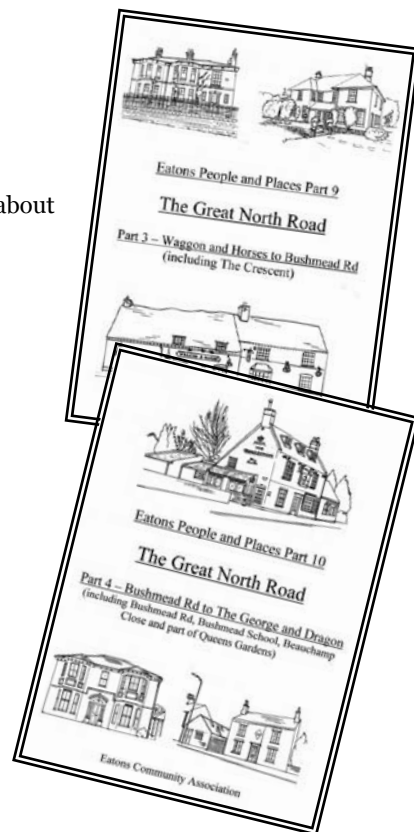 about
Eatons People and Places Part 9
The Great North Road
Part 3 – Waggon and Horses to Bushmead Rd
(including The Crescent)
Eatons People and Places Part 10
The Great North Road
Part 4 – Bushmead Rd to The George and Dragon
(including Bushmead Rd, Bushmead School, Beauchamp
Close and part of Queens Gardens)
Eatons Community Association